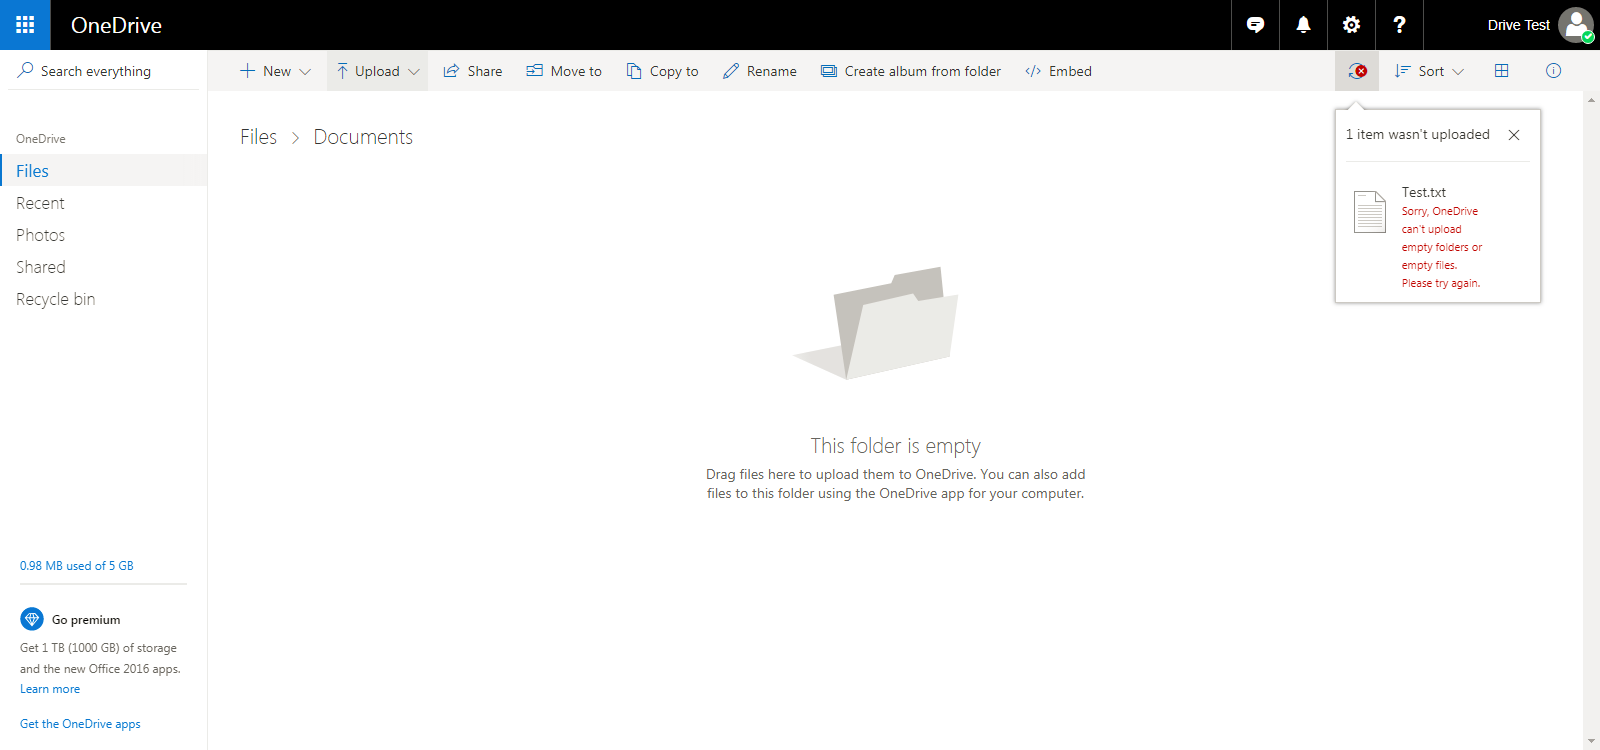 OneDrive
Drive Test
Search everything
New
Upload
Share
Move to
Copy to
Rename
Create album from folder
Embed
Sort
OneDrive
Files
Recent
Photos
Shared
Recycle bin
0.98 MB used of 5 GB
Go premium
Get 1 TB (1000 GB) of storage
and the new Office 2016 apps.
Learn more
Get the OneDrive apps
Files > Documents
This folder is empty
Drag files here to upload them to OneDrive. You can also add
files to this folder using the OneDrive app for your computer.
1 item wasn't uploaded
Test.txt
Sorry, OneDrive
can't upload
empty folders or
empty files.
Please try again.